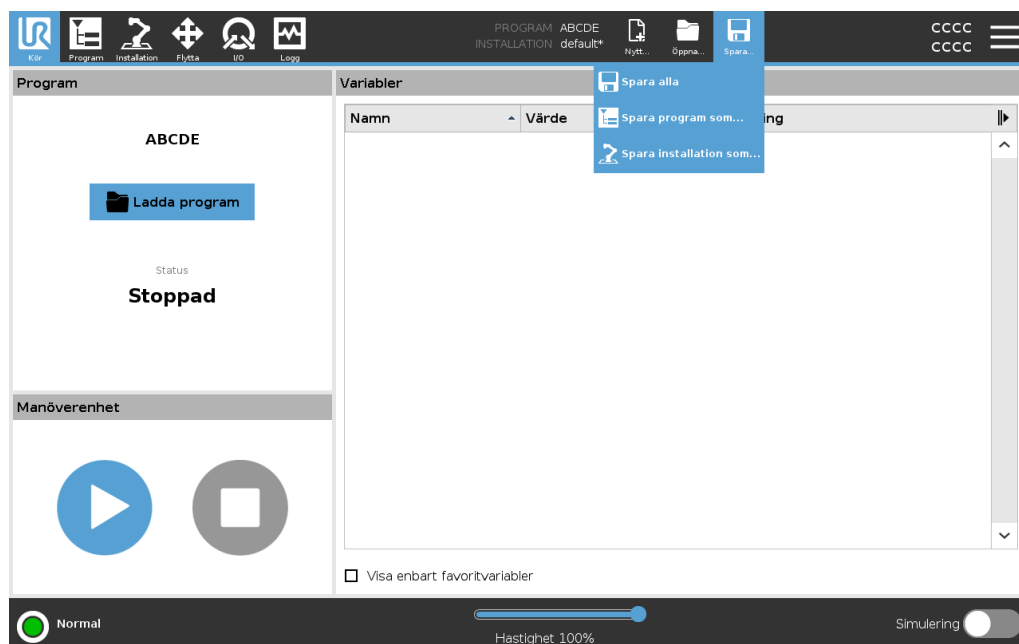 PROGRAM ABCDE
INSTALLATION default*
CCCC
CCCC
Kör Program Installation Flytta I/O Logg Nytt... Öppna... Spara...
Program
Variabler
Spara alla
Spara program som...
Spara installation som...
Namn Värde ing
ABCDE
Ladda program
Status
Stoppad
Manöverenhet
Visa enbart favoritvariabler
Normal
Hastighet 100%
Simulering